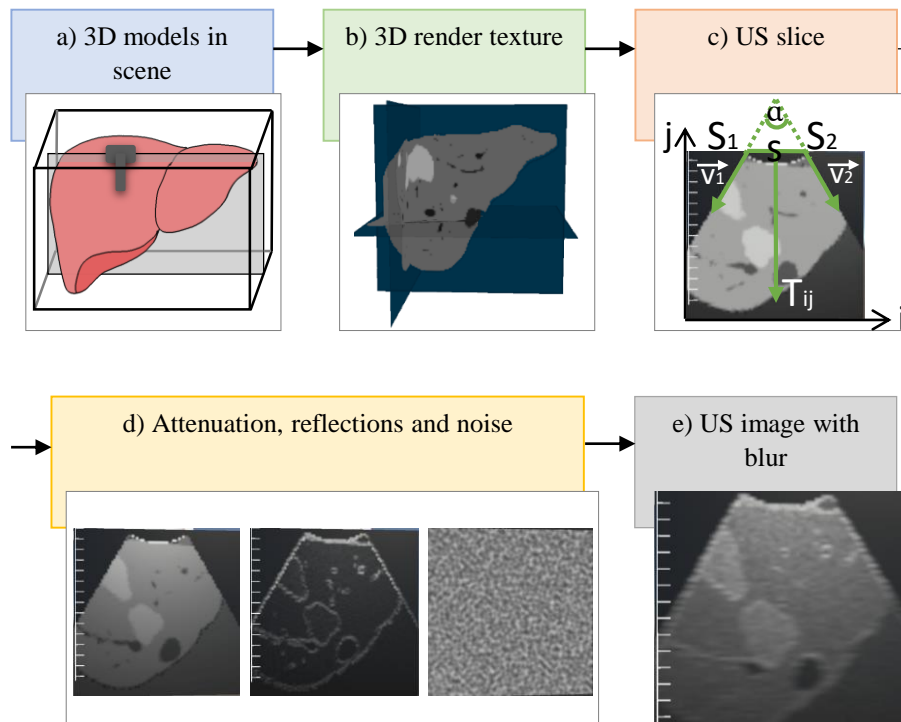 a) 3D models in
scene
b) 3D render texture
c) US slice
α
j
S1
S
S2
v1
v2
Tij
i
d) Attenuation, reflections and noise
e) US image with
blur